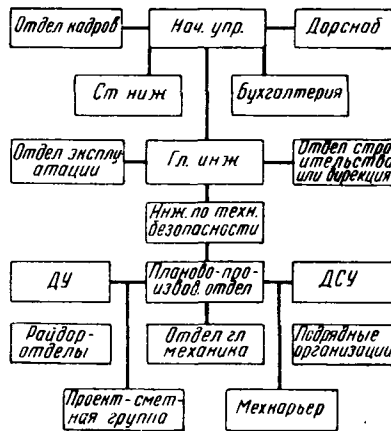 Отдел кадров
Нач. упр.
Дорснаб
Ст инж
Бухгалтерия
Отдел эксплу-
атации
Гл. инж
Отдел стро-
ительства
или дирекция
Инж. по техн.
безопасности
ДУ
Планово-про-
извод. отдел
ДСУ
Райдор-
отделы
Отдел гл
механика
Подрядные
организации
Проект-смет-
ная группа
Мехкарьер